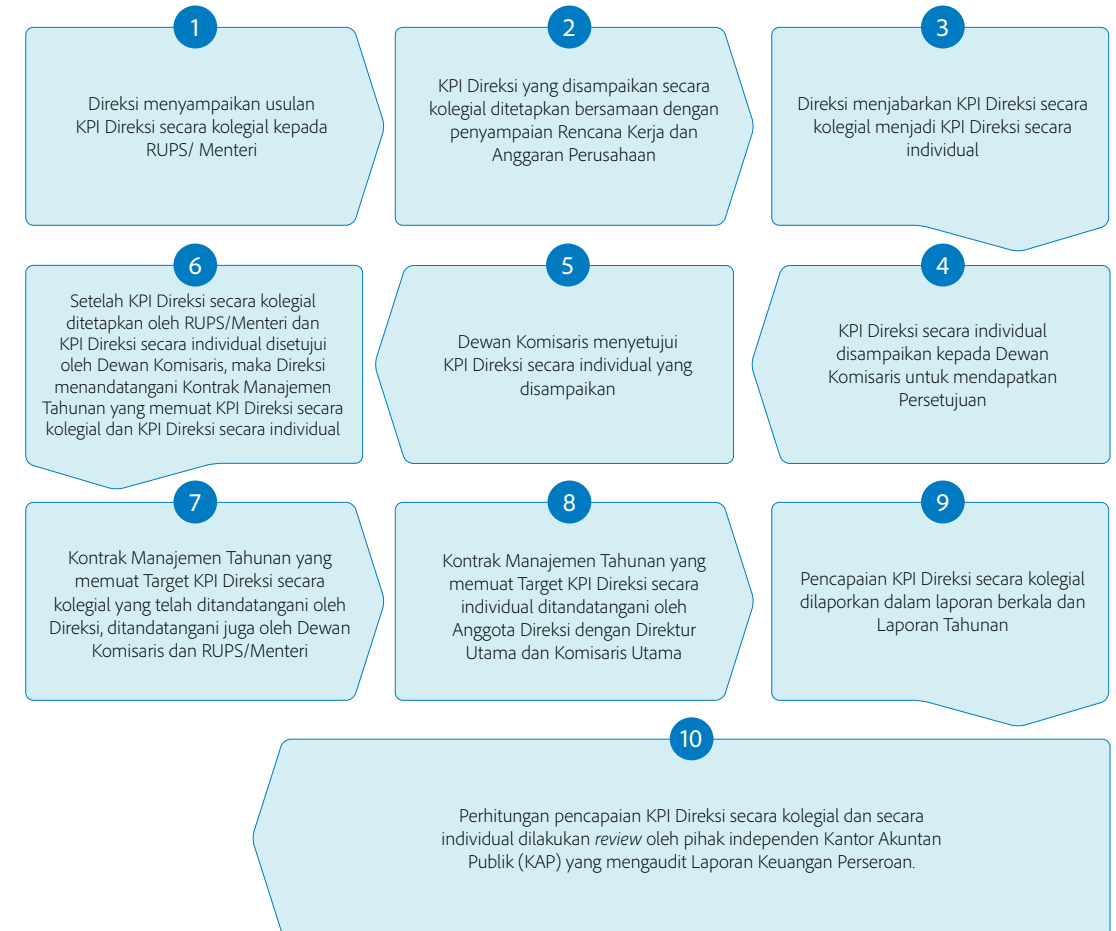 1
Direksi menyampaikan usulan
KPI Direksi secara kolegial kepada
RUPS/ Menteri
2
KPI Direksi yang disampaikan secara
kolegial ditetapkan bersamaan dengan
penyampaian Rencana Kerja dan
Anggaran Perusahaan
3
Direksi menjabarkan KPI Direksi secara
kolegial menjadi KPI Direksi secara
individual
4
KPI Direksi secara individual
disampaikan kepada Dewan
Komisaris untuk mendapatkan
Persetujuan
5
Dewan Komisaris menyetujui
KPI Direksi secara individual yang
disampaikan
6
Setelah KPI Direksi secara kolegial
ditetapkan oleh RUPS/Menteri dan
KPI Direksi secara individual disetujui
oleh Dewan Komisaris, maka Direksi
menandatangani Kontrak Manajemen
Tahunan yang memuat KPI Direksi secara
kolegial dan KPI Direksi secara individual
7
Kontrak Manajemen Tahunan yang
memuat Target KPI Direksi secara
kolegial yang telah ditandatangani oleh
Direksi, ditandatangani juga oleh Dewan
Komisaris dan RUPS/Menteri
8
Kontrak Manajemen Tahunan yang
memuat Target KPI Direksi secara
individual ditandatangani oleh
Anggota Direksi dengan Direktur
Utama dan Komisaris Utama
9
Pencapaian KPI Direksi secara kolegial
dilaporkan dalam laporan berkala dan
Laporan Tahunan
10
Perhitungan pencapaian KPI Direksi secara kolegial dan secara
individual dilakukan review oleh pihak independen Kantor Akuntan
Publik (KAP) yang mengaudit Laporan Keuangan Perseroan.